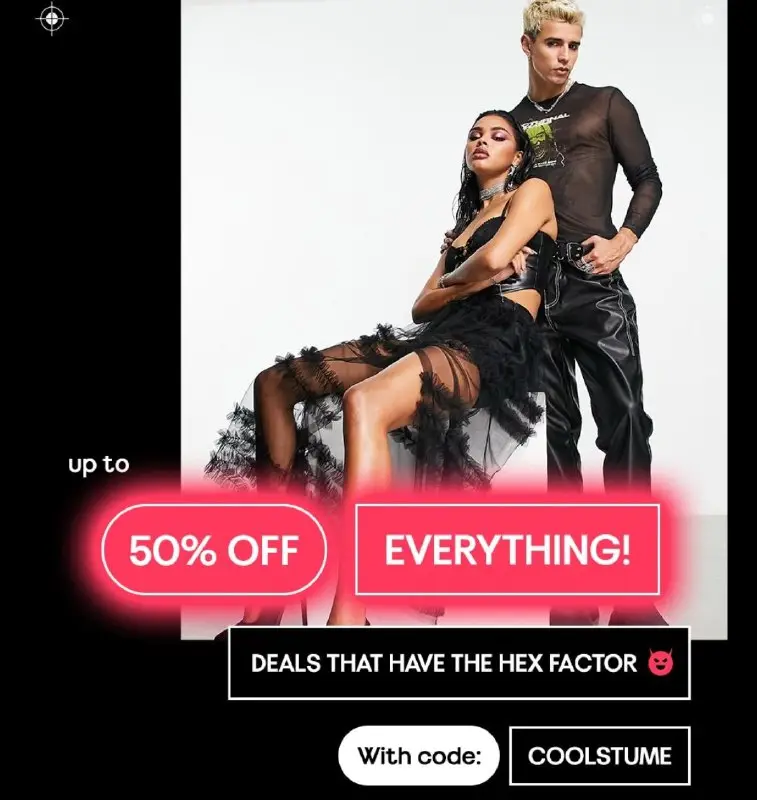 up to
50% OFF
EVERYTHING!
DEALS THAT HAVE THE HEX FACTOR
With code:
COOLSTUME